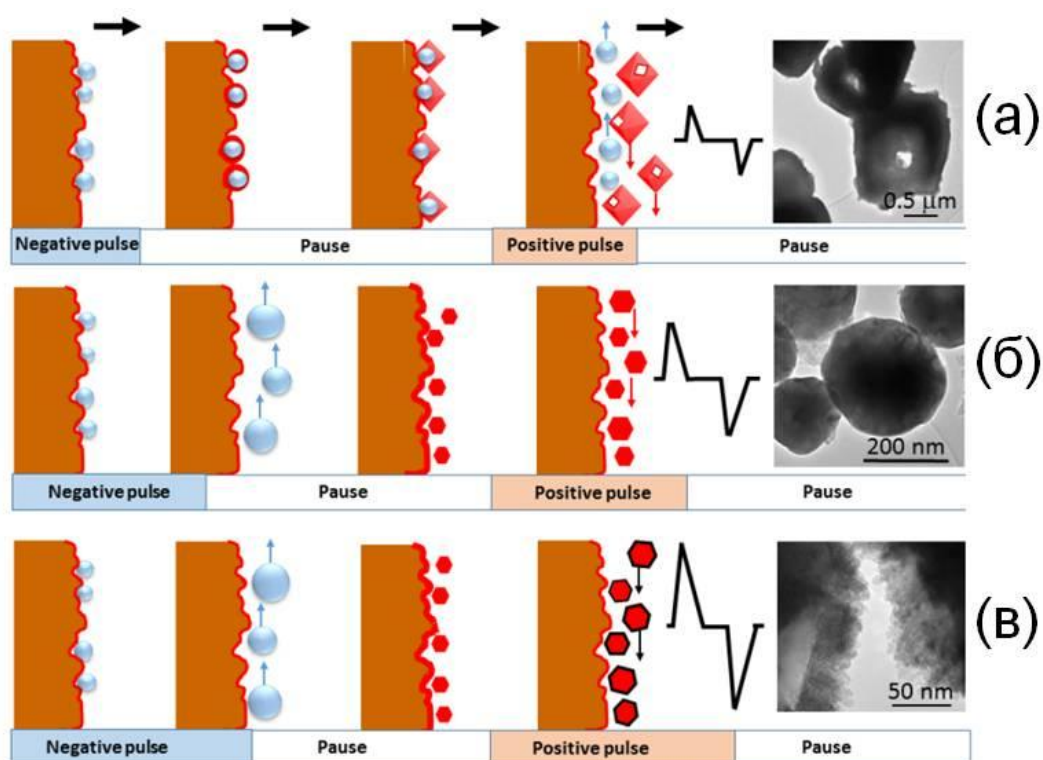 (а)
0.5 μm
Negative pulse Pause Positive pulse Pause
(б)
200 nm
Negative pulse Pause Positive pulse Pause
(в)
50 nm
Negative pulse Pause Positive pulse Pause